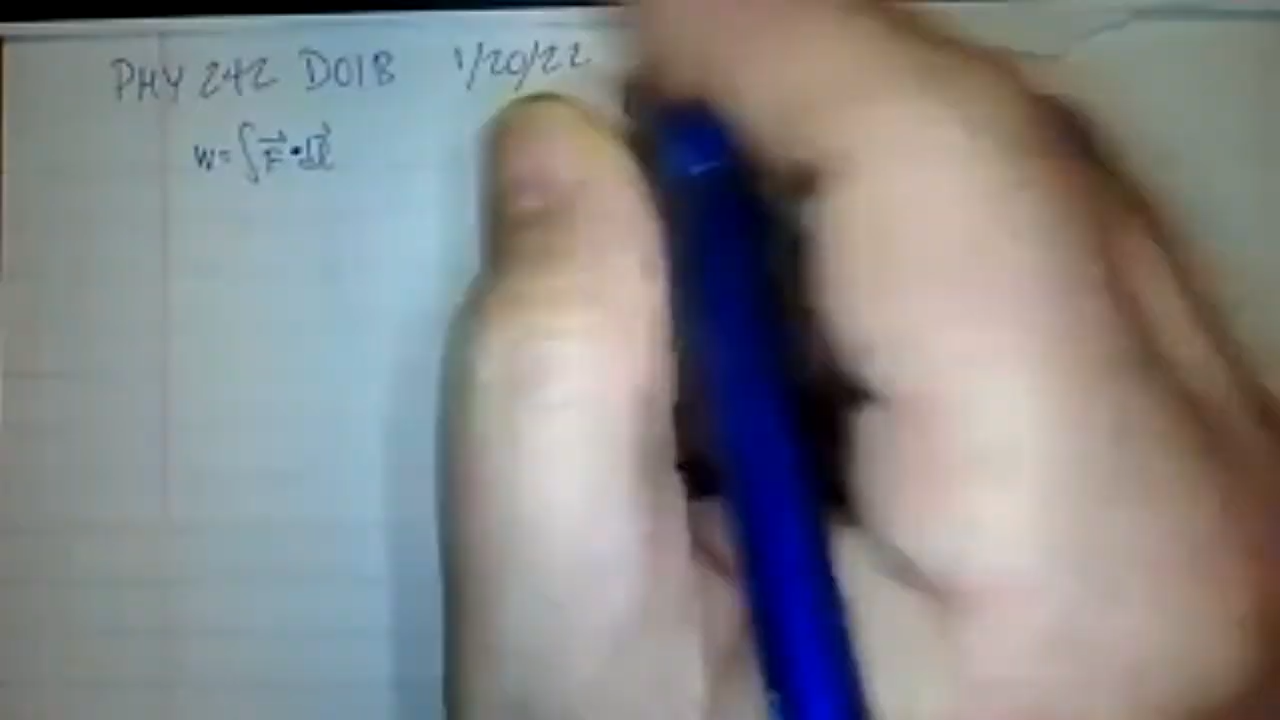 PHY 242 D01B 1/20/22
W = ∫ F⃗ • dl⃗